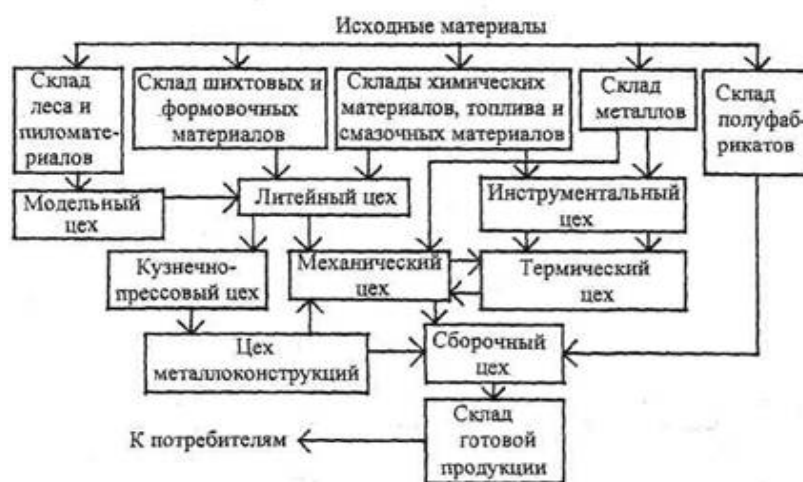 Исходные материалы
Склад
леса и
пиломате-
риалов
Склад шихтовых и
формовочных
материалов
Склады химических
материалов, топлива и
смазочных материалов
Склад
металлов
Склад
полуфаб-
рикатов
Модельный
цех
Литейный цех
Инструментальный
цех
Кузнечно-
прессовый цех
Механический
цех
Термический
цех
Цех
металлоконструкций
Сборочный
цех
Склад
готовой
продукции
К потребителям